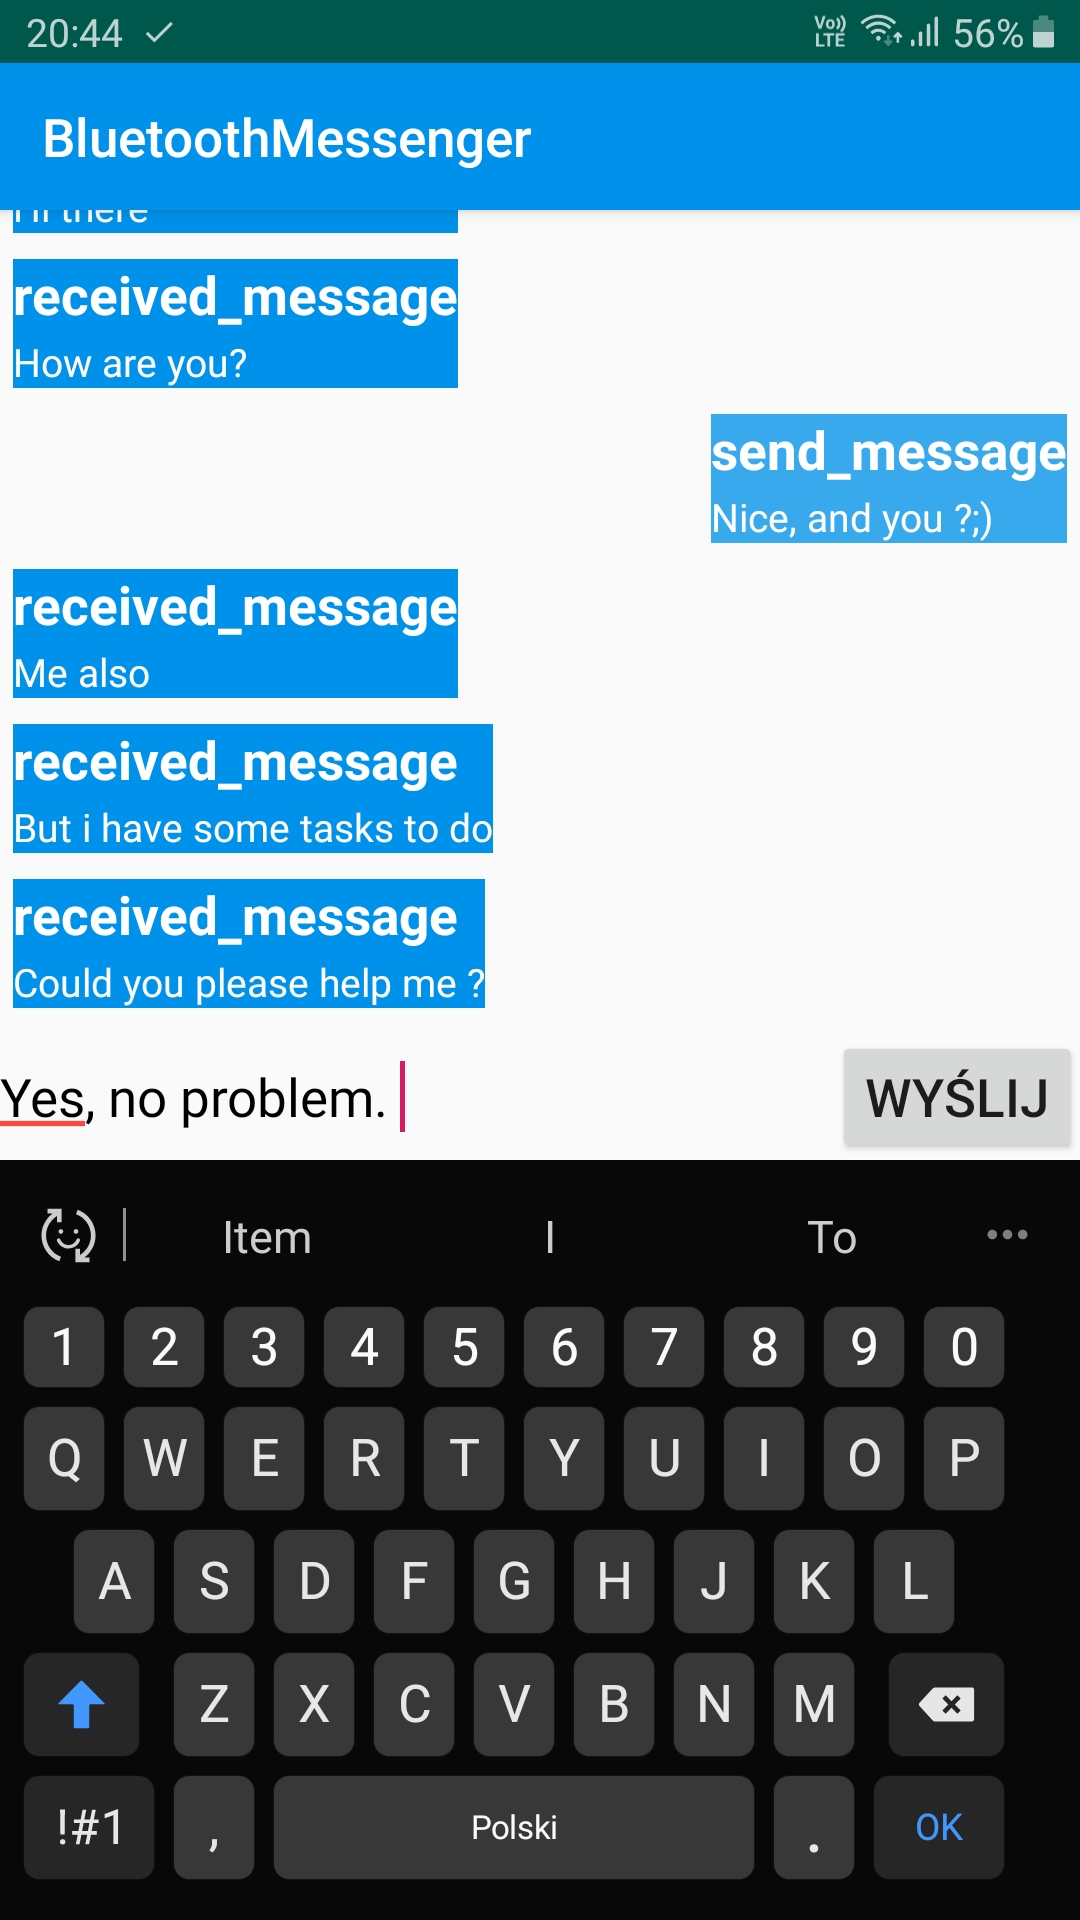 20:44 Vo)) LTE 56%
BluetoothMessenger
Hi there
received_message
How are you?
send_message
Nice, and you ?;)
received_message
Me also
received_message
But i have some tasks to do
received_message
Could you please help me ?
Yes, no problem. WYŚLIJ
Item I To
1 2 3 4 5 6 7 8 9 0
Q W E R T Y U I O P
A S D F G H J K L
Z X C V B N M
!#1 , Polski . OK